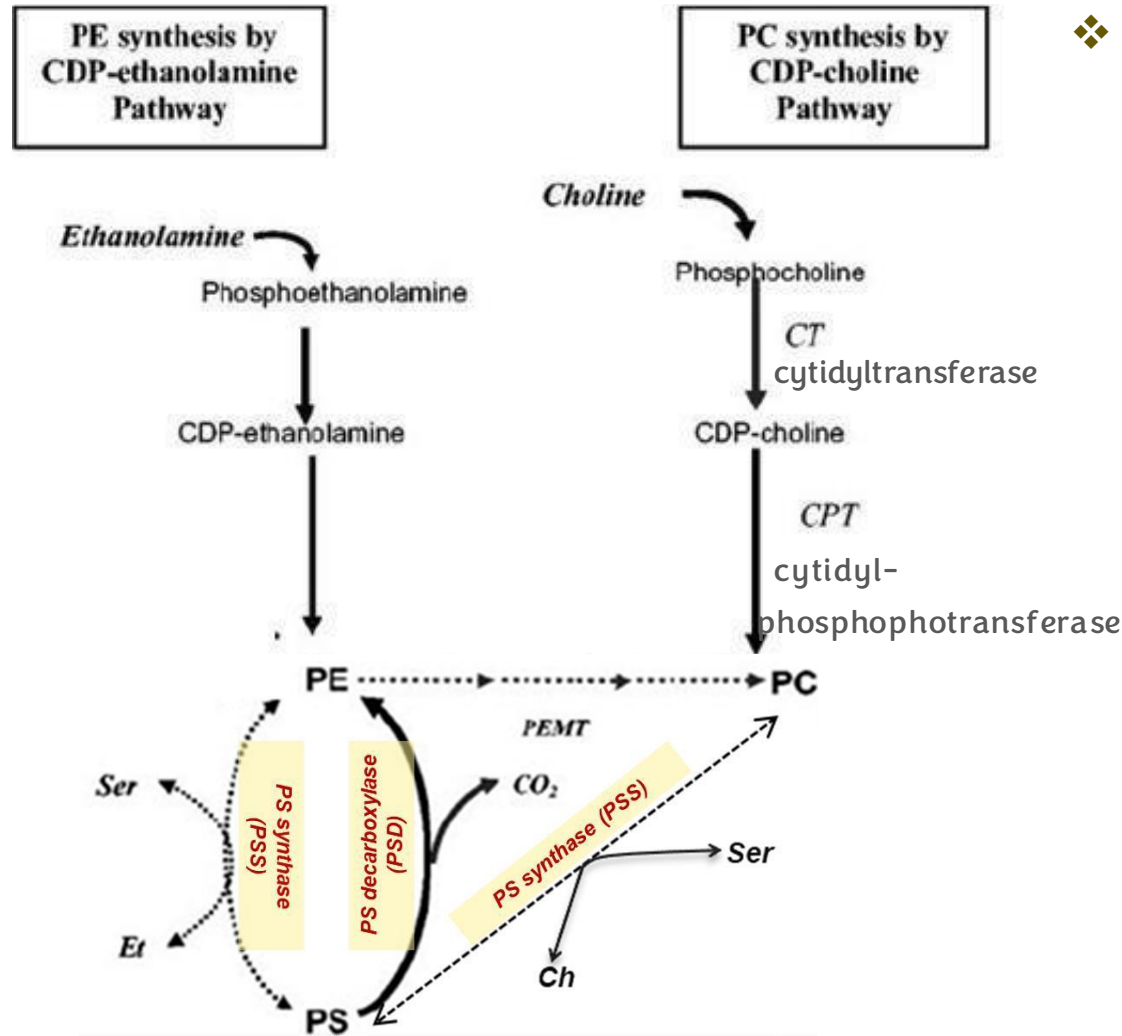 PE synthesis by
CDP-ethanolamine
Pathway
PC synthesis by
CDP-choline
Pathway
Choline
Ethanolamine
Phosphocholine
Phosphoethanolamine
CT
cytidyltransferase
CDP-ethanolamine
CDP-choline
CPT
cytidyl-
phosphophotransferase
PE
PC
PEMT
Ser
PS synthase
(PSS)
PS decarboxylase
(PSD)
CO₂
PS synthase (PSS)
Ser
Et
Ch
PS